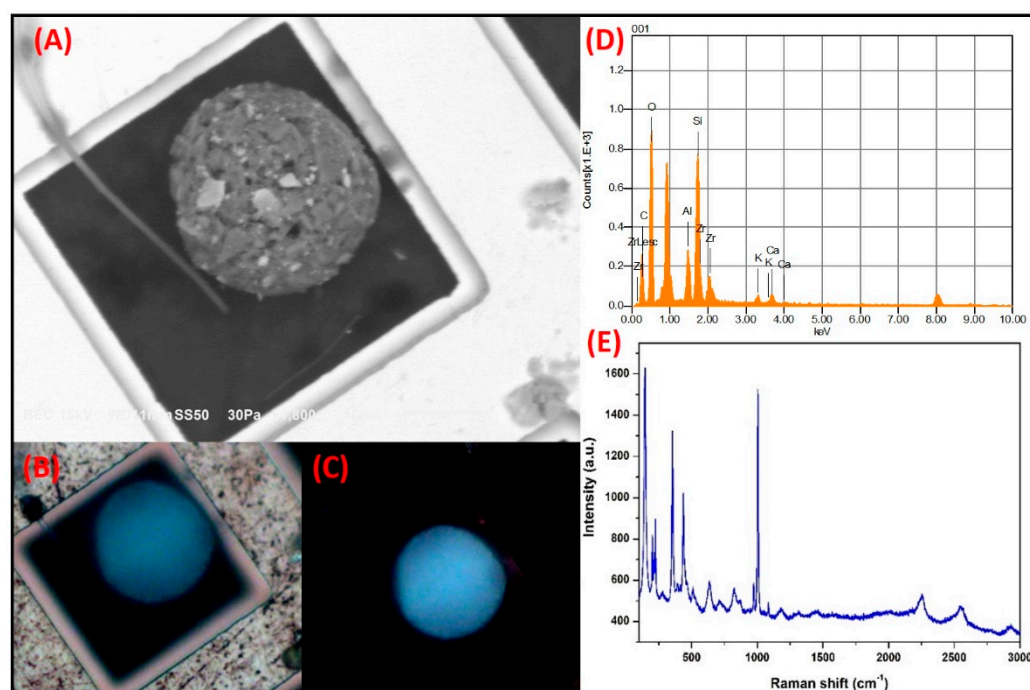 (A)
SS50 30Pa
(B)
(C)
(D)
001
Counts[x1.E+3]
1.2
1.0
0.8
0.6
0.4
0.2
0.0
O
Si
C
Al
Zr
Zr
ZrLesc
Zr
K
K
Ca
Ca
0.00 1.00 2.00 3.00 4.00 5.00 6.00 7.00 8.00 9.00 10.00
keV
(E)
Intensity (a.u.)
1600
1400
1200
1000
800
600
400
500 1000 1500 2000 2500 3000
Raman shift (cm⁻¹)